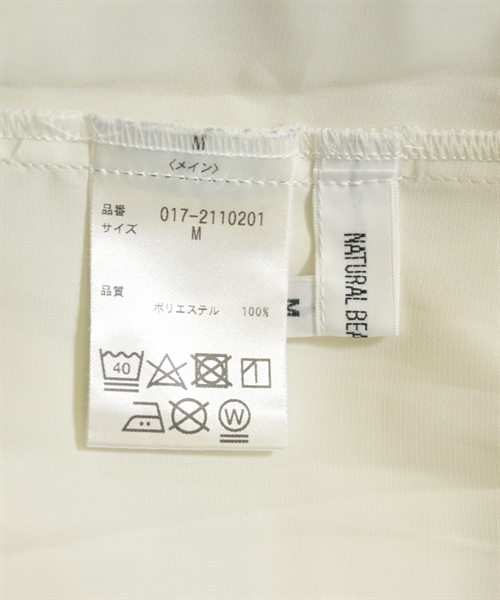 M
〈メイン〉
品番 017-2110201
サイズ M
品質 ポリエステル 100%
40
W
M
NATURAL BEA